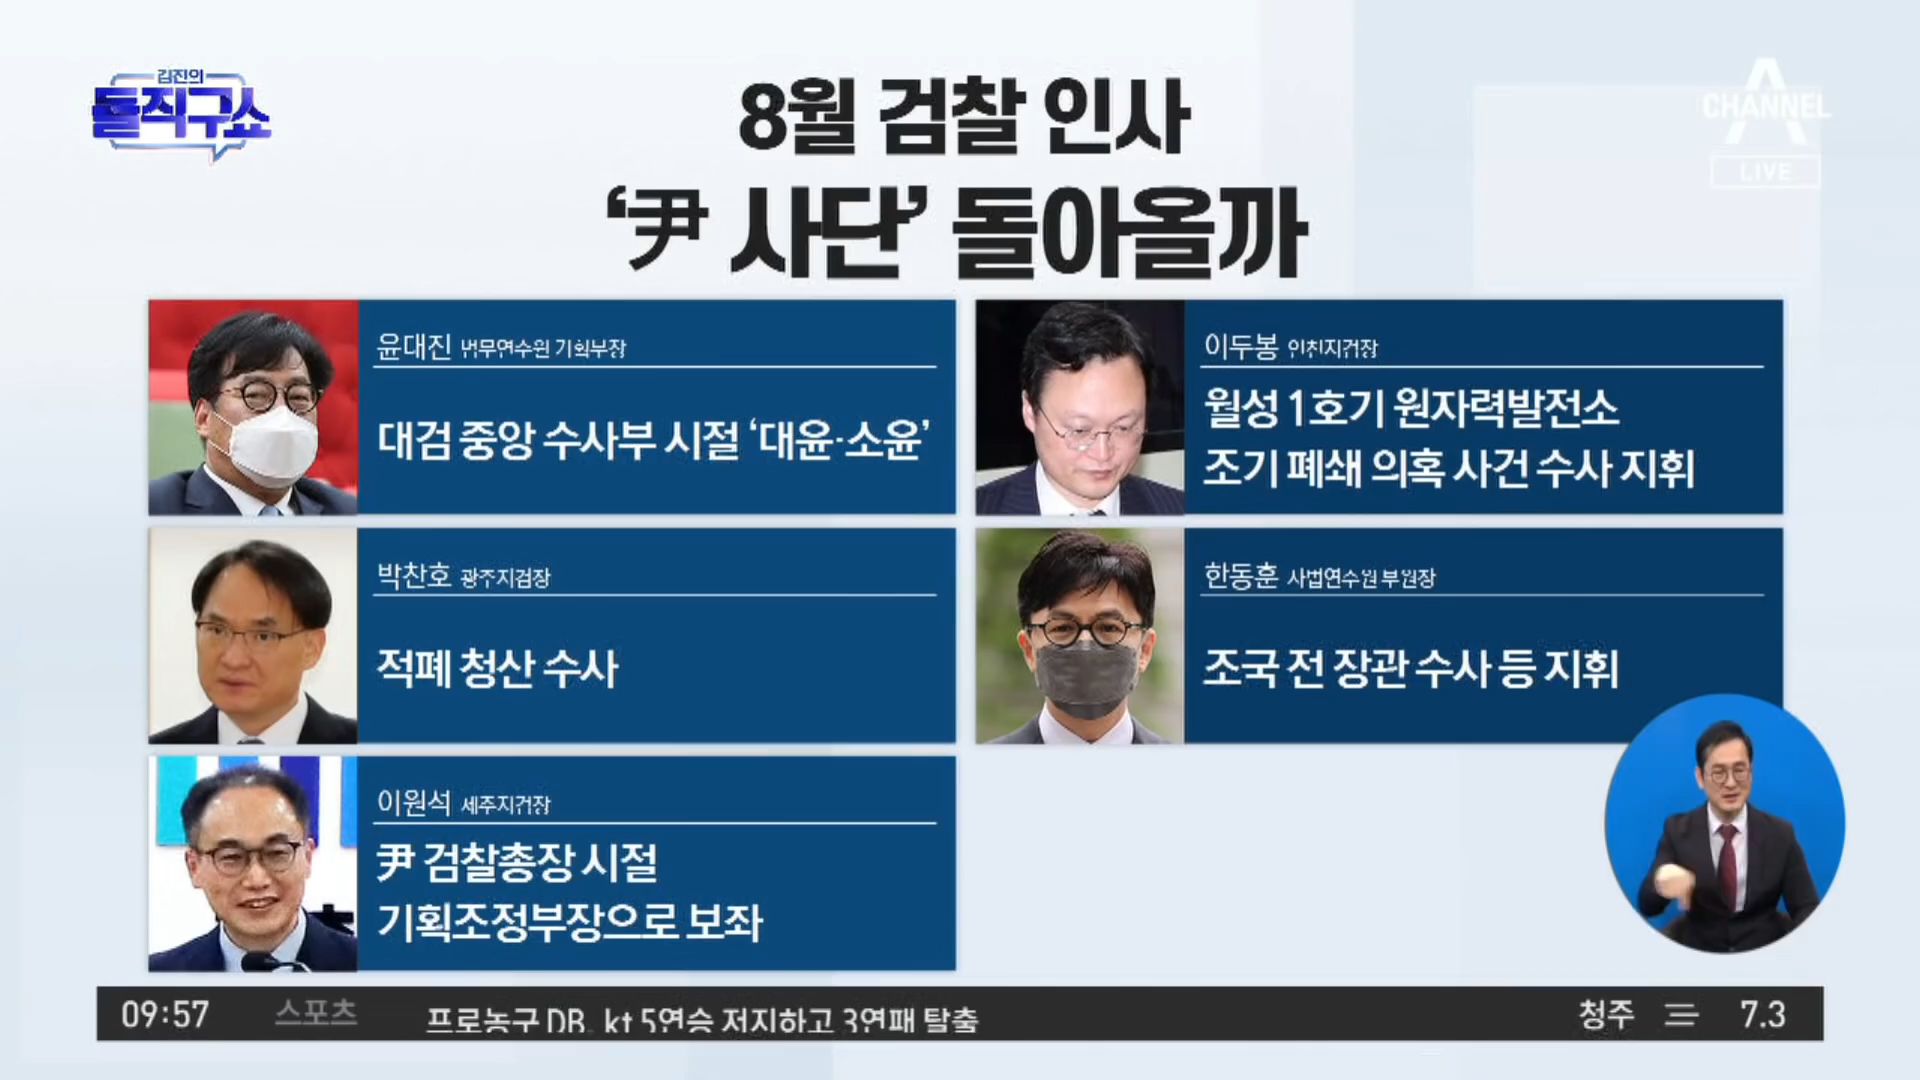 김진의
돌직구쇼
CHANNEL A
LIVE
8월 검찰 인사
‘尹 사단’ 돌아올까
윤대진 법무연수원 기획부장
대검 중앙 수사부 시절 ‘대윤·소윤’
이두봉 인천지검장
월성 1호기 원자력발전소
조기 폐쇄 의혹 사건 수사 지휘
박찬호 광주지검장
적폐 청산 수사
한동훈 사법연수원 부원장
조국 전 장관 수사 등 지휘
이원석 제주지검장
尹 검찰총장 시절
기획조정부장으로 보좌
09:57 스포츠 프로농구 DB, kt 5연승 저지하고 3연패 탈출 청주 7.3